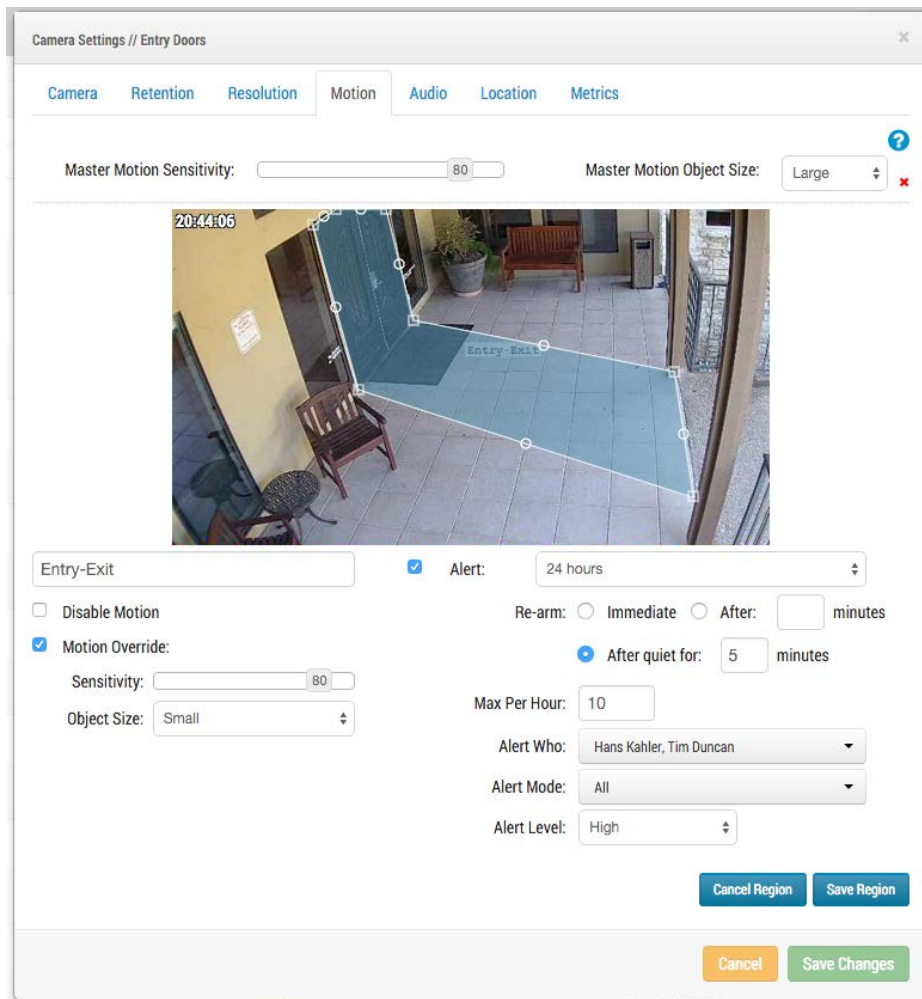 Camera Settings // Entry Doors ×
Camera Retention Resolution Motion Audio Location Metrics
?
Master Motion Sensitivity: 80 Master Motion Object Size: Large
20:44:06
Entry-Exit
Entry-Exit
Alert: 24 hours
Disable Motion
Re-arm: Immediate After: minutes
Motion Override:
After quiet for: 5 minutes
Sensitivity: 80
Object Size: Small
Max Per Hour: 10
Alert Who: Hans Kahler, Tim Duncan
Alert Mode: All
Alert Level: High
Cancel Region Save Region
Cancel Save Changes